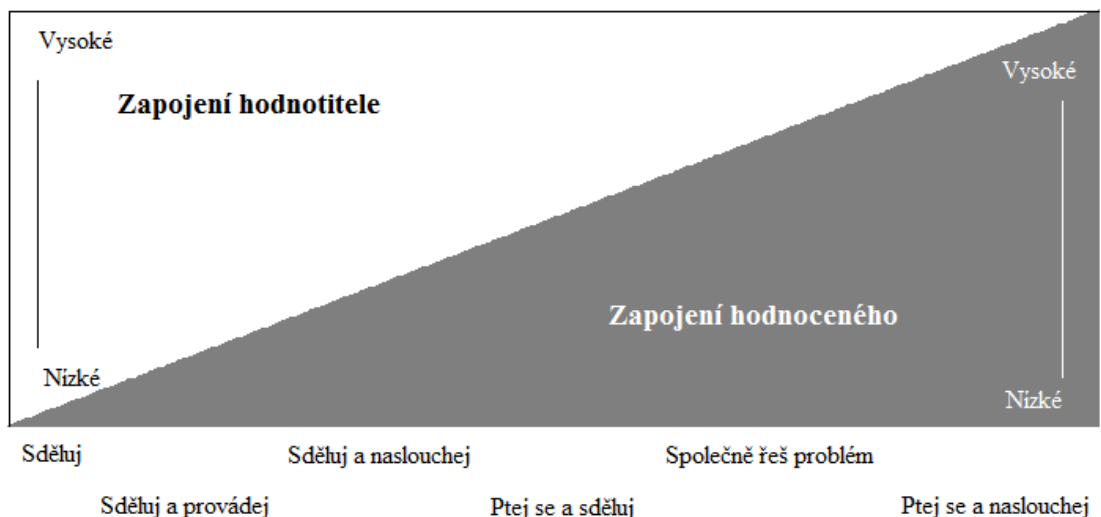 Vysoké
Vysoké
Zapojení hodnotitele
Zapojení hodnoceného
Nízké
Nízké
Sděluj
Sděluj a naslouchej
Společně řeš problém
Sděluj a prováděj
Ptej se a sděluj
Ptej se a naslouchej